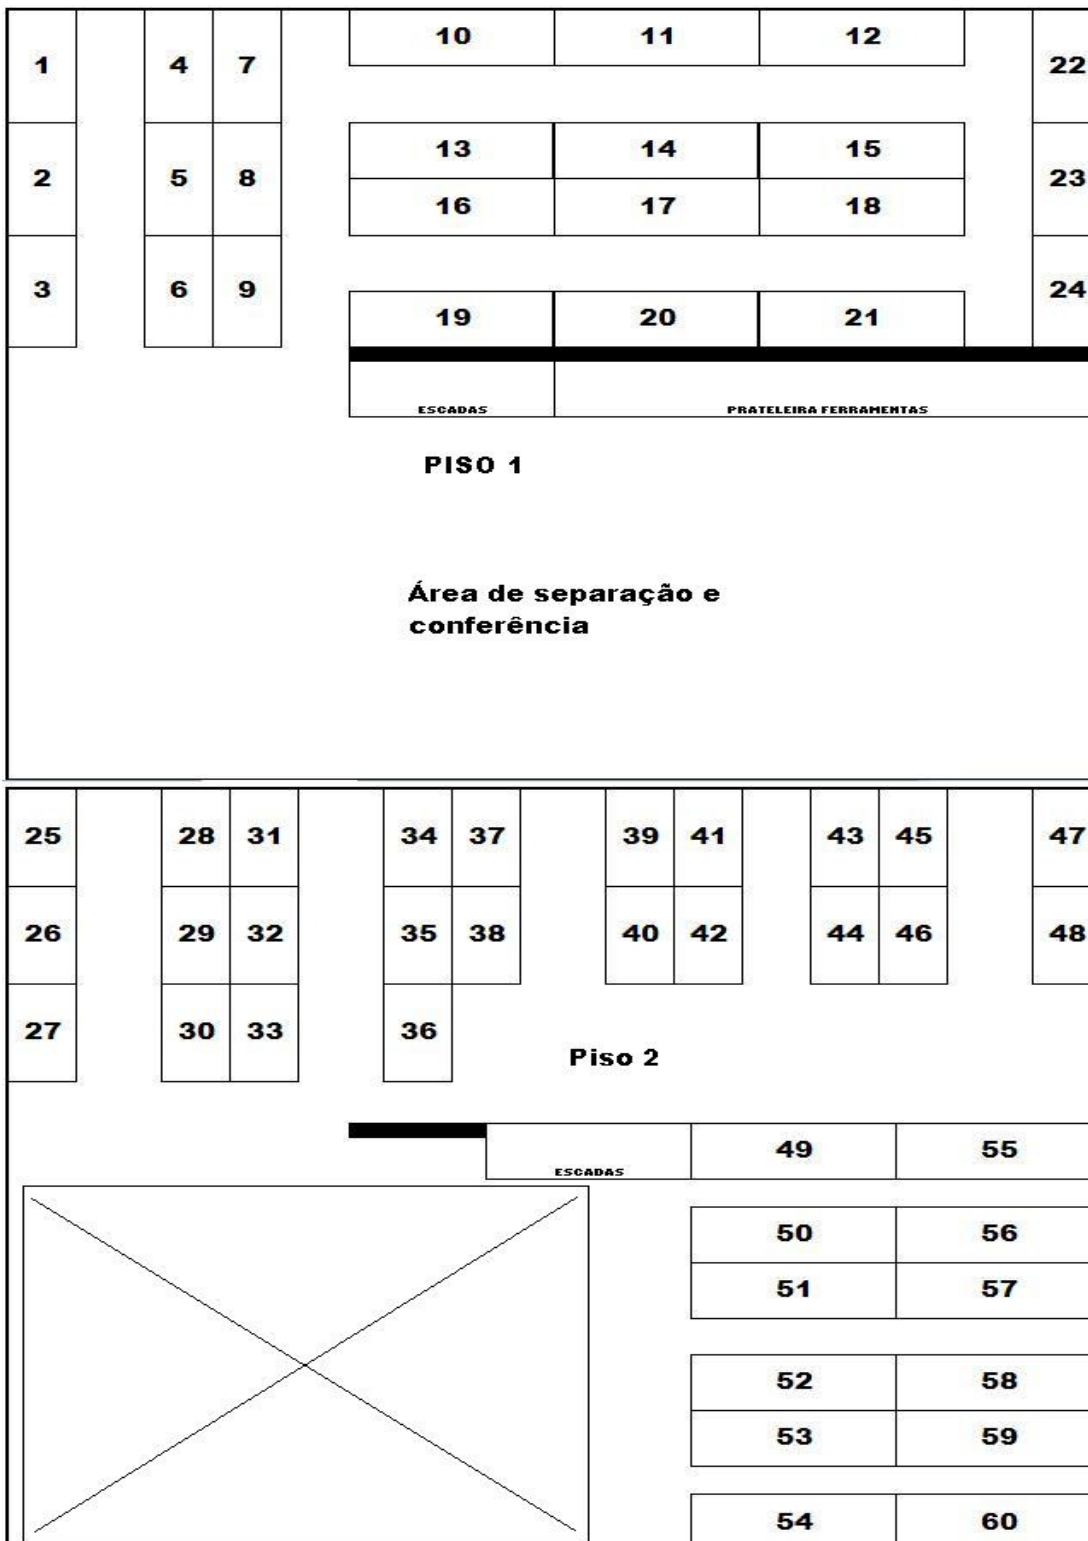 10 11 12
1 4 7 22
13 14 15
2 5 8 23
16 17 18
3 6 9 24
19 20 21
ESCADAS PRATELEIRA FERRAMENTAS
PISO 1
Área de separação e
conferência
25 28 31 34 37 39 41 43 45 47
26 29 32 35 38 40 42 44 46 48
27 30 33 36
Piso 2
49 55
ESCADAS
50 56
51 57
52 58
53 59
54 60